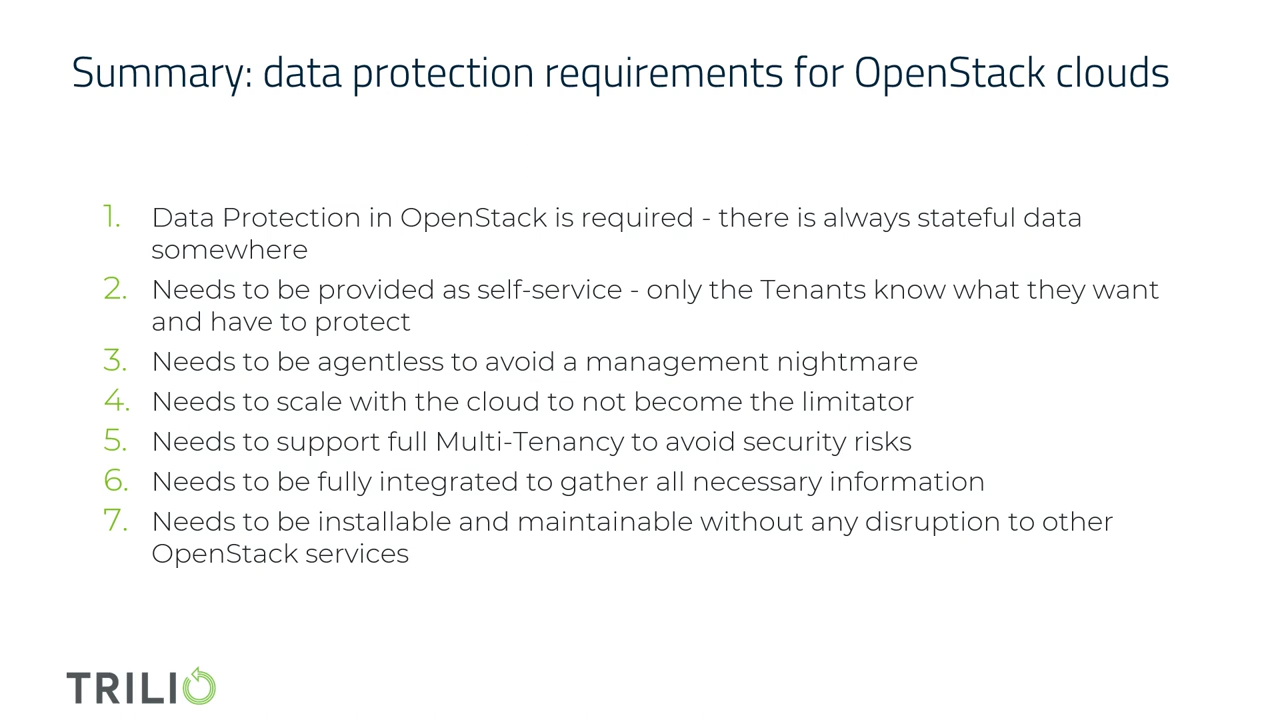 Summary: data protection requirements for OpenStack clouds
1. Data Protection in OpenStack is required - there is always stateful data
somewhere
2. Needs to be provided as self-service - only the Tenants know what they want
and have to protect
3. Needs to be agentless to avoid a management nightmare
4. Needs to scale with the cloud to not become the limitator
5. Needs to support full Multi-Tenancy to avoid security risks
6. Needs to be fully integrated to gather all necessary information
7. Needs to be installable and maintainable without any disruption to other
OpenStack services
TRILIO